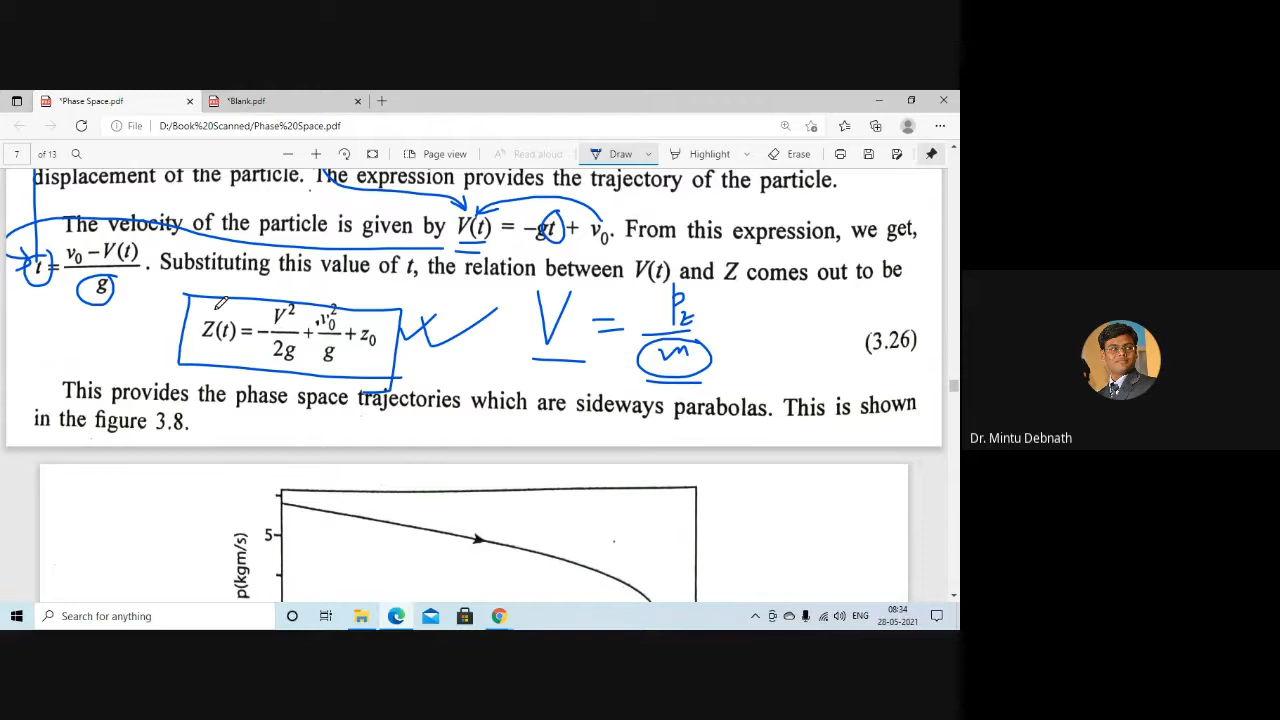 *Phase Space.pdf
*Blank.pdf
File D:/Book%20Scanned/Phase%20Space.pdf
7 of 13 Page view Read aloud Draw Highlight Erase
displacement of the particle. The expression provides the trajectory of the particle.
The velocity of the particle is given by V(t) = −gt + v₀. From this expression, we get,
t = (v₀ − V(t))/g. Substituting this value of t, the relation between V(t) and Z comes out to be
Z(t) = −V²/2g + v₀²/g + z₀ V = p_z/m (3.26)
This provides the phase space trajectories which are sideways parabolas. This is shown
in the figure 3.8.
5
p(kgm/s)
Dr. Mintu Debnath
Search for anything
ENG
08:34
28-05-2021